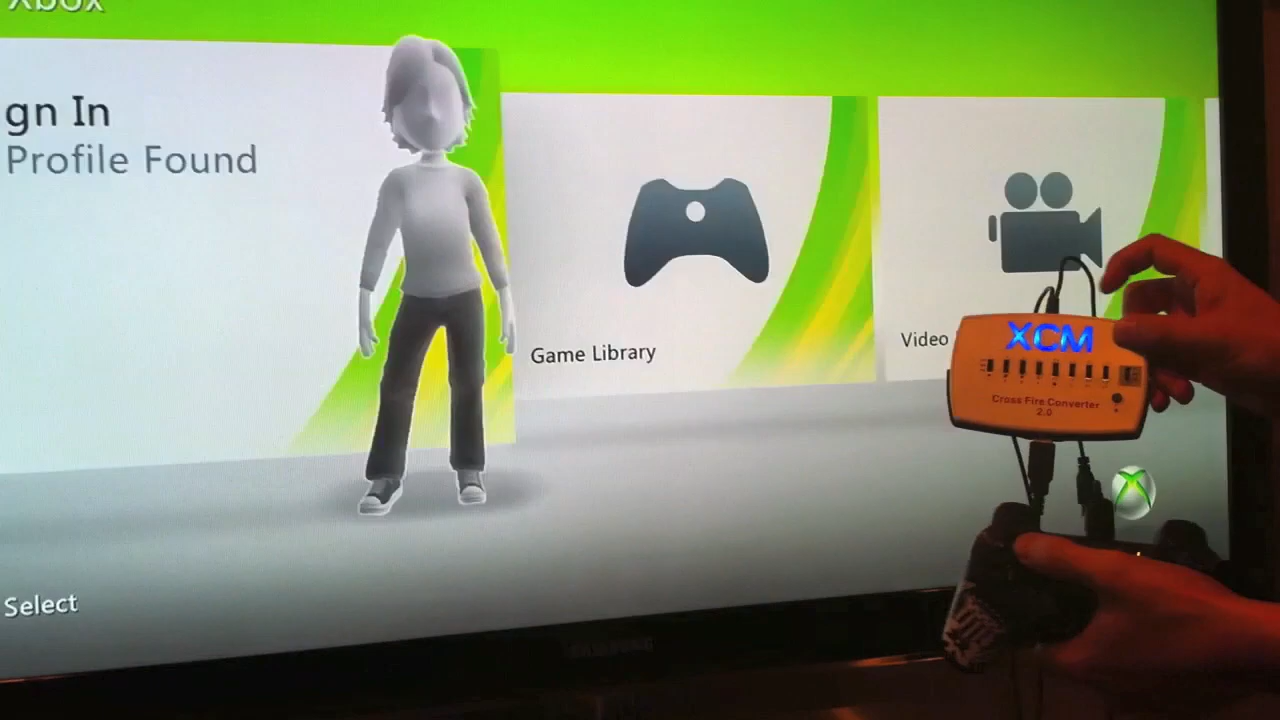 Xbox
gn In
Profile Found
Game Library
Video
XCM
Cross Fire Converter
2.0
Select